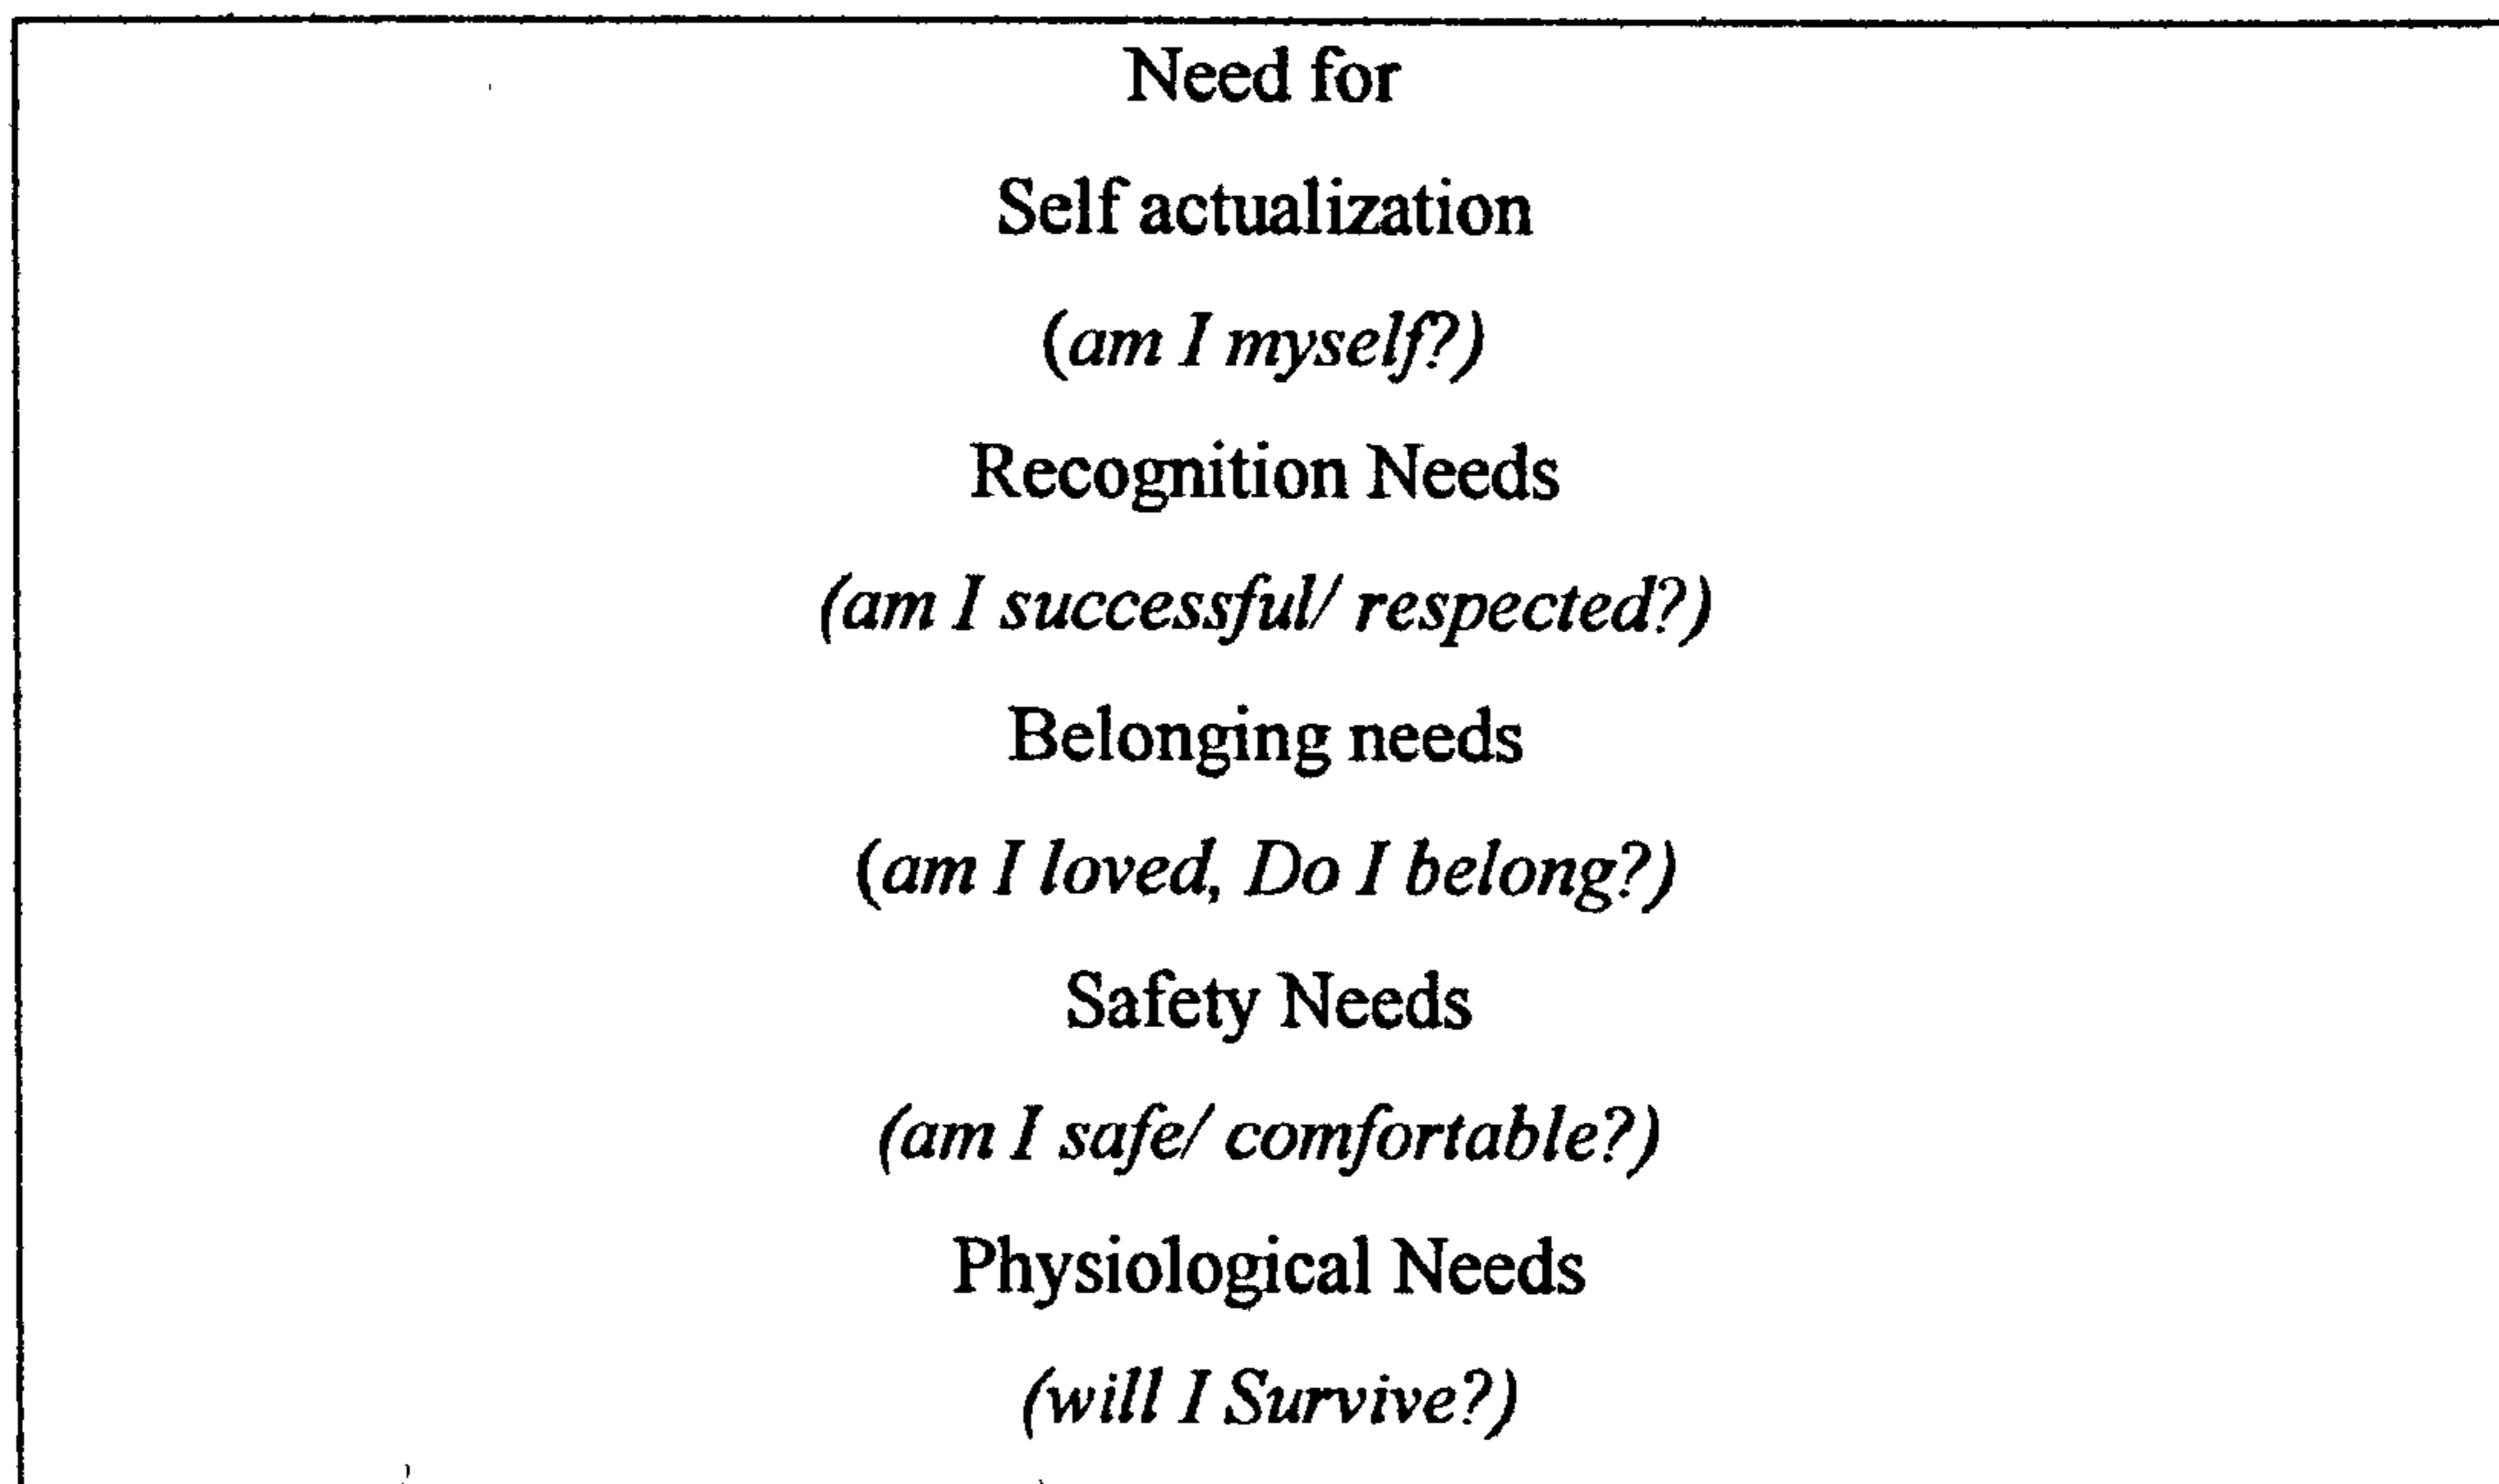 Need for
Self actualization
(am I myself?)
Recognition Needs
(am I successful/ respected?)
Belonging needs
(am I loved, Do I belong?)
Safety Needs
(am I safe/ comfortable?)
Physiological Needs
(will I Survive?)